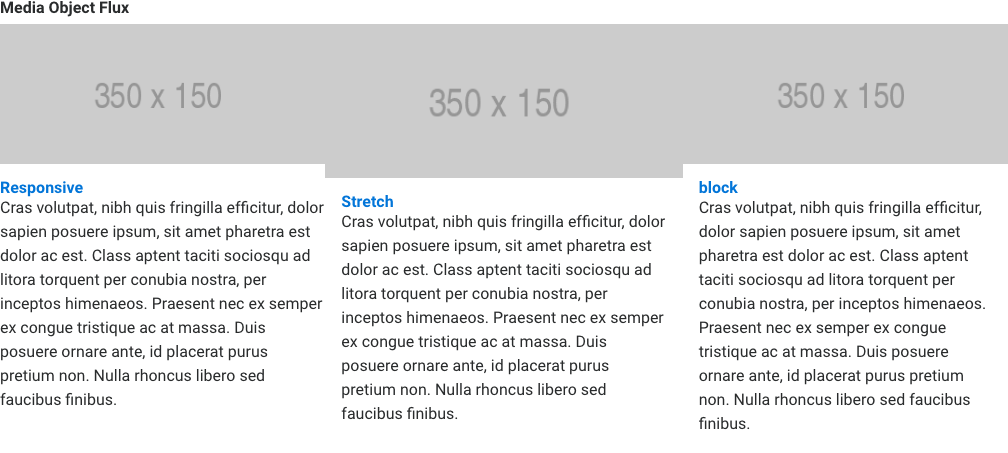 Media Object Flux
350 x 150
350 x 150
350 x 150
Responsive
Cras volutpat, nibh quis fringilla efficitur, dolor
sapien posuere ipsum, sit amet pharetra est
dolor ac est. Class aptent taciti sociosqu ad
litora torquent per conubia nostra, per
inceptos himenaeos. Praesent nec ex semper
ex congue tristique ac at massa. Duis
posuere ornare ante, id placerat purus
pretium non. Nulla rhoncus libero sed
faucibus finibus.
Stretch
Cras volutpat, nibh quis fringilla efficitur, dolor
sapien posuere ipsum, sit amet pharetra est
dolor ac est. Class aptent taciti sociosqu ad
litora torquent per conubia nostra, per
inceptos himenaeos. Praesent nec ex semper
ex congue tristique ac at massa. Duis
posuere ornare ante, id placerat purus
pretium non. Nulla rhoncus libero sed
faucibus finibus.
block
Cras volutpat, nibh quis fringilla efficitur,
dolor sapien posuere ipsum, sit amet
pharetra est dolor ac est. Class aptent
taciti sociosqu ad litora torquent per
conubia nostra, per inceptos himenaeos.
Praesent nec ex semper ex congue
tristique ac at massa. Duis posuere
ornare ante, id placerat purus pretium
non. Nulla rhoncus libero sed faucibus
finibus.